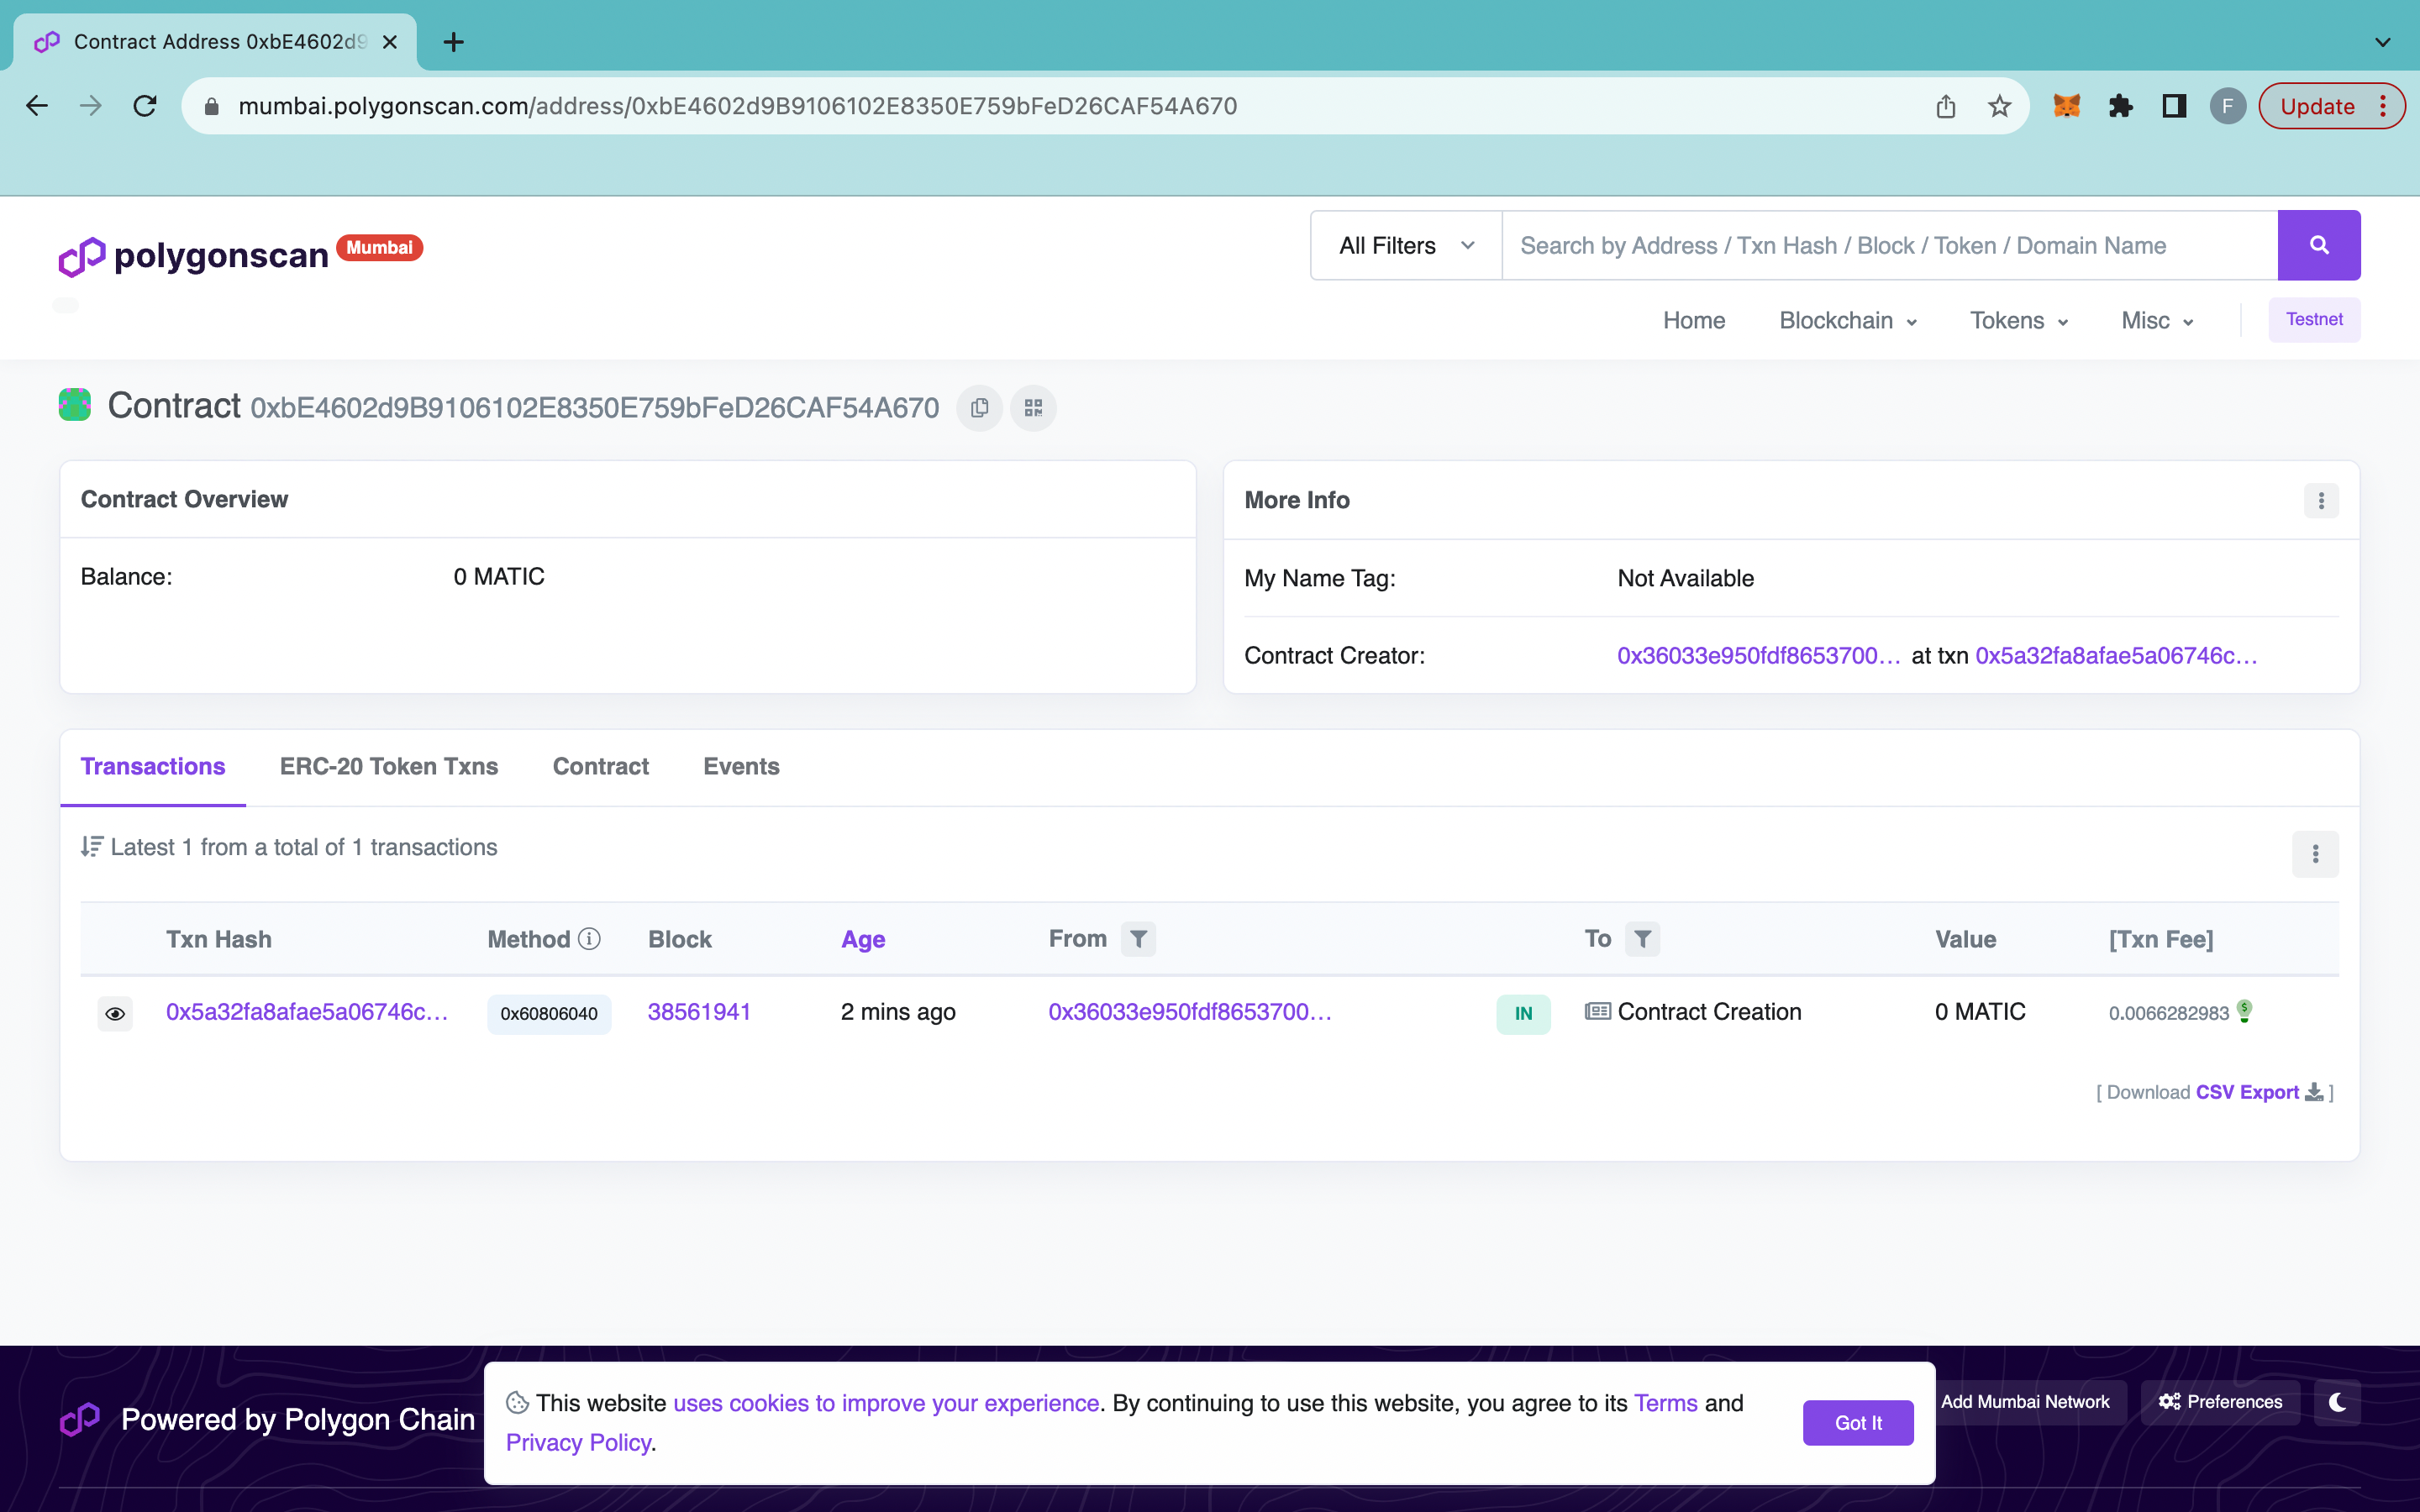 Contract Address 0xbE4602d9
mumbai.polygonscan.com/address/0xbE4602d9B9106102E8350E759bFeD26CAF54A670
F
Update
polygonscan Mumbai
All Filters
Search by Address / Txn Hash / Block / Token / Domain Name
Home Blockchain Tokens Misc Testnet
Contract 0xbE4602d9B9106102E8350E759bFeD26CAF54A670
Contract Overview
Balance: 0 MATIC
More Info
My Name Tag: Not Available
Contract Creator: 0x36033e950fdf8653700... at txn 0x5a32fa8afae5a06746c...
Transactions ERC-20 Token Txns Contract Events
Latest 1 from a total of 1 transactions
Txn Hash Method Block Age From To Value [Txn Fee]
0x5a32fa8afae5a06746c... 0x60806040 38561941 2 mins ago 0x36033e950fdf8653700... IN Contract Creation 0 MATIC 0.0066282983
[ Download CSV Export ]
Powered by Polygon Chain
This website uses cookies to improve your experience. By continuing to use this website, you agree to its Terms and
Privacy Policy.
Got It
Add Mumbai Network
Preferences